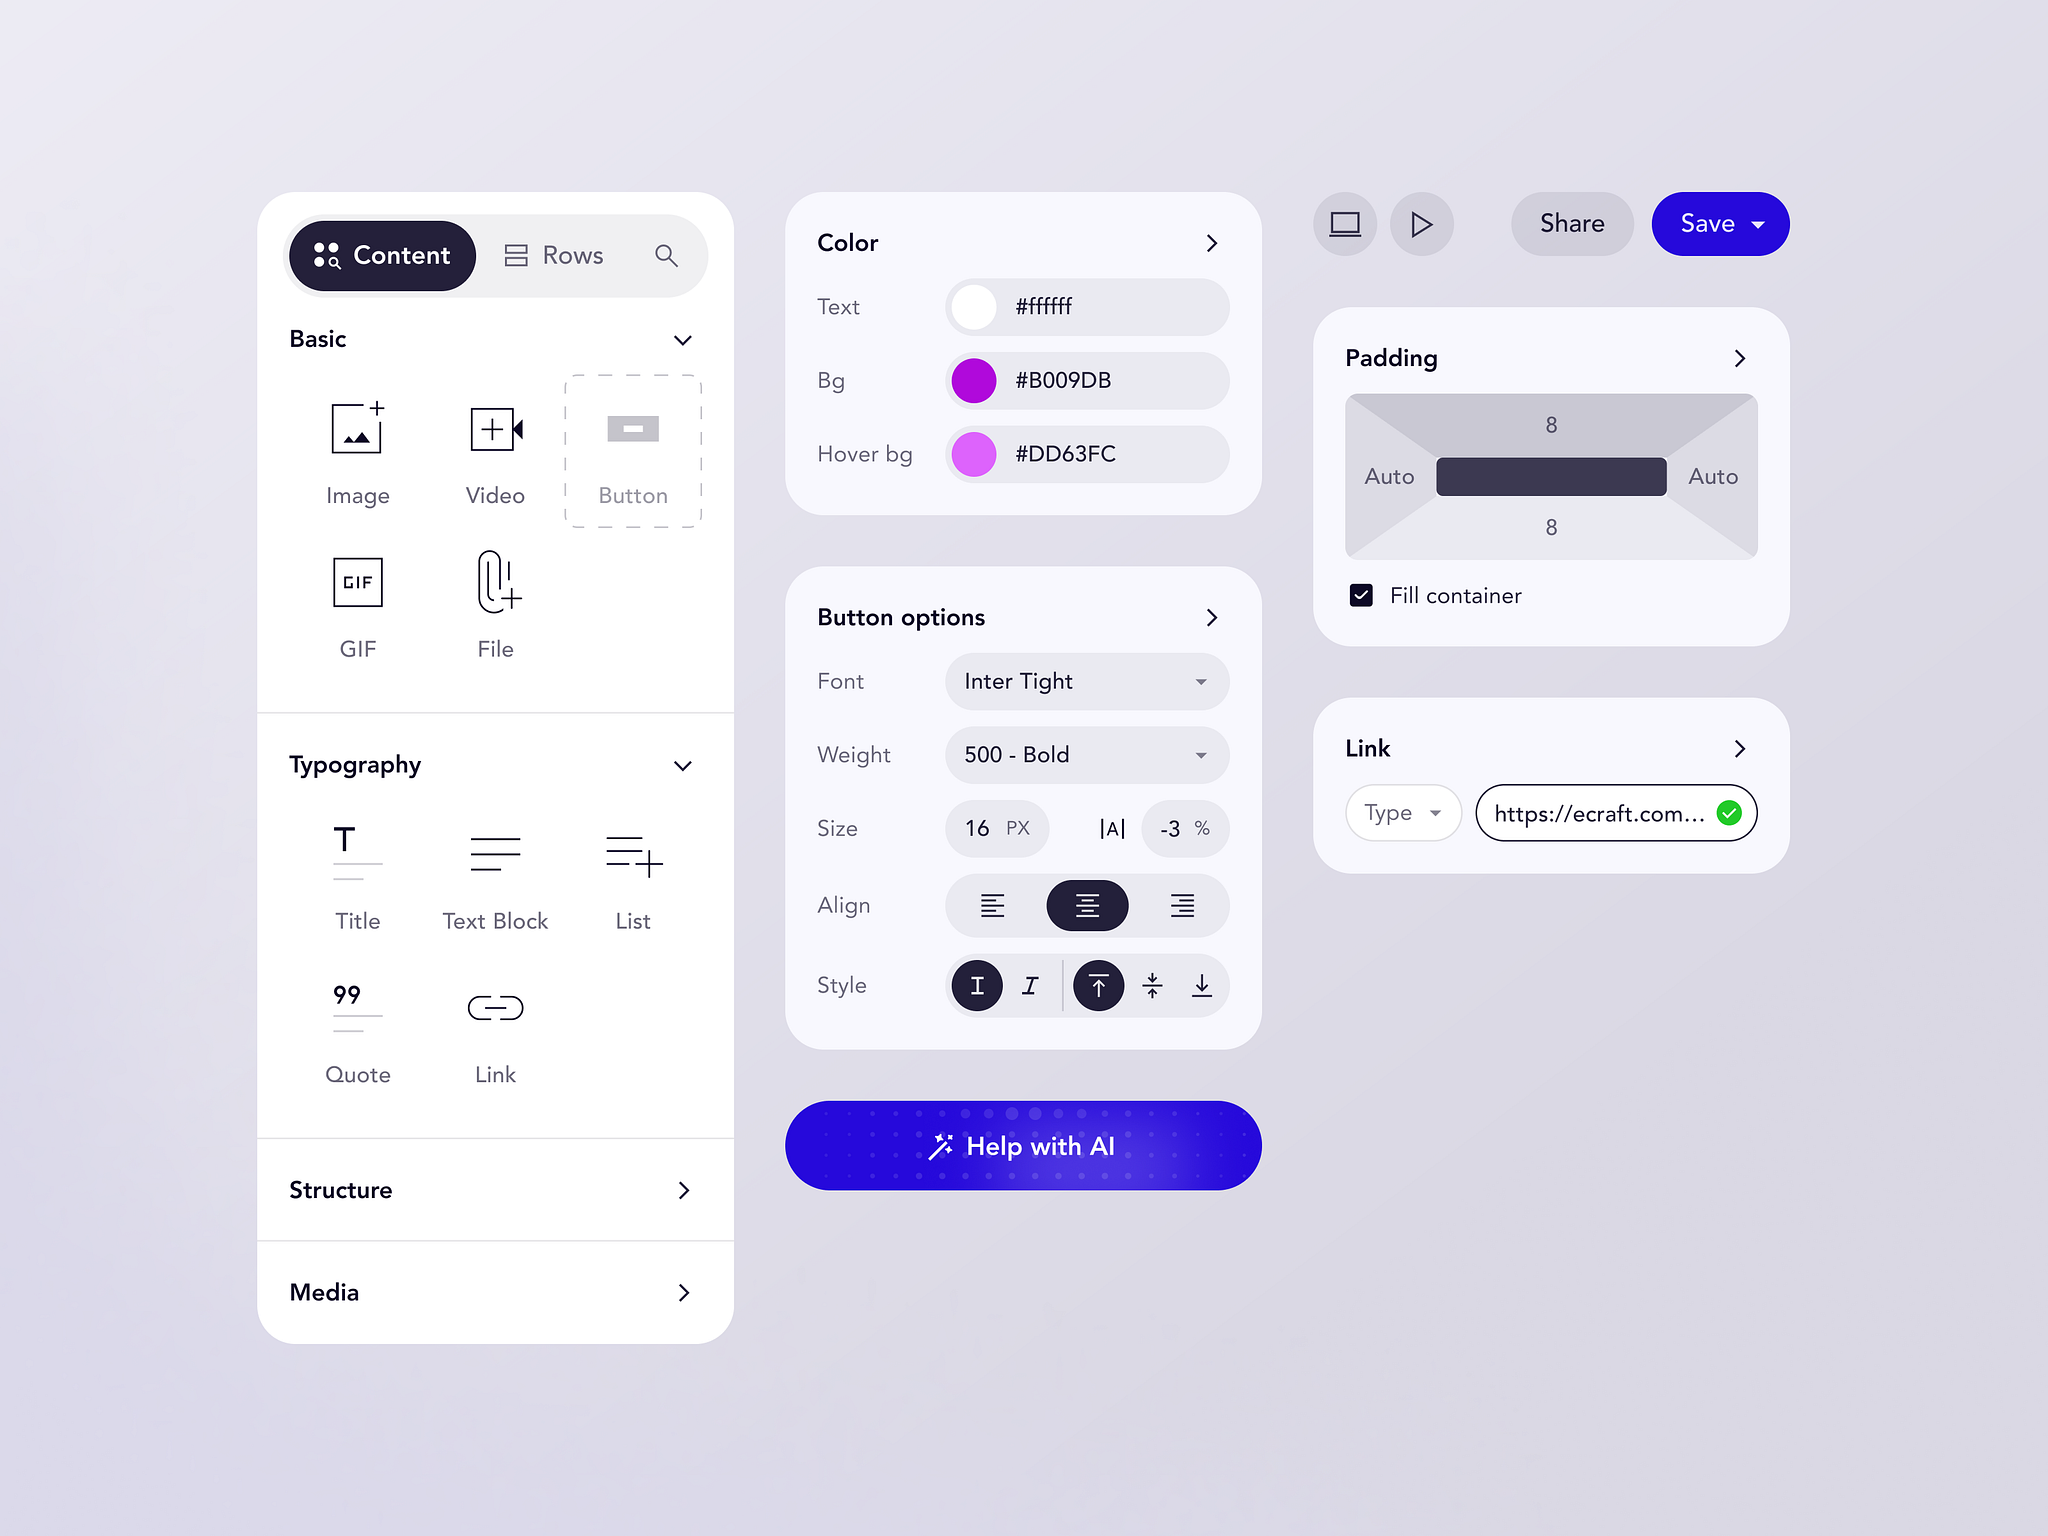 Content
Rows
Basic
Image
Video
Button
GIF
GIF
File
Typography
T
Title
Text Block
List
99
Quote
Link
Structure
Media
Color
Text
#ffffff
Bg
#B009DB
Hover bg
#DD63FC
Button options
Font
Inter Tight
Weight
500 - Bold
Size
16 PX
|A|
-3 %
Align
Style
I
I
Help with AI
Share
Save
Padding
8
Auto
Auto
8
Fill container
Link
Type
https://ecraft.com...